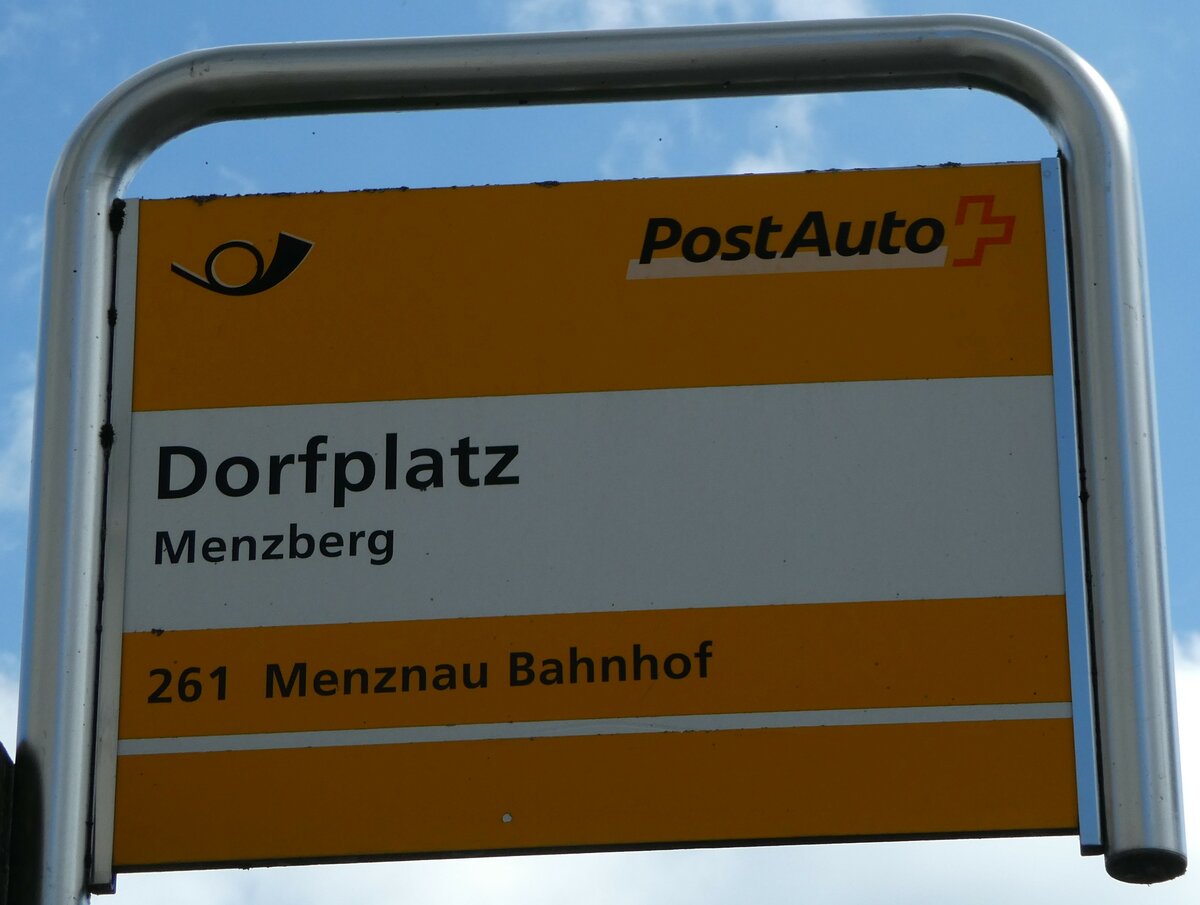 PostAuto
Dorfplatz
Menzberg
261 Menznau Bahnhof